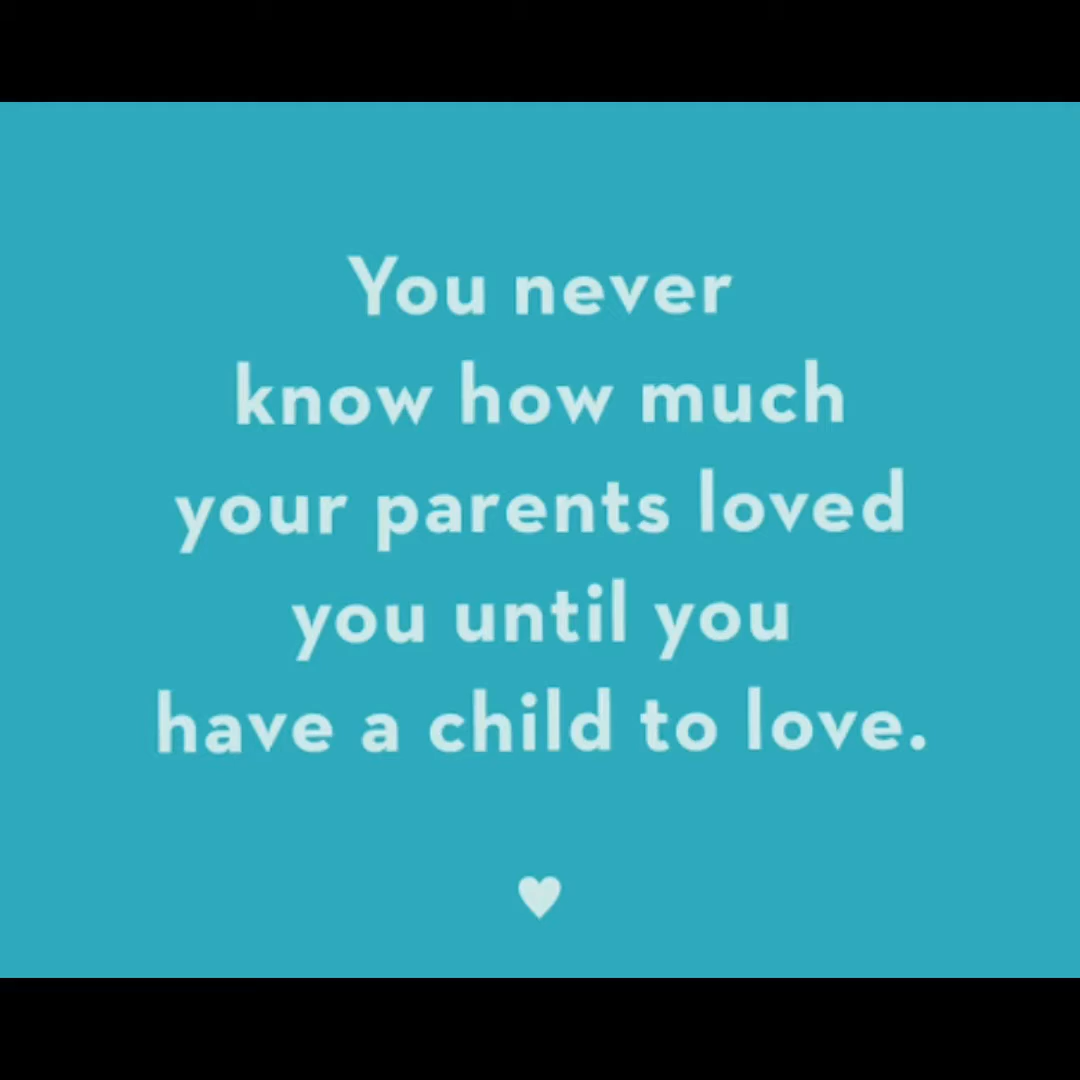 You never
know how much
your parents loved
you until you
have a child to love.